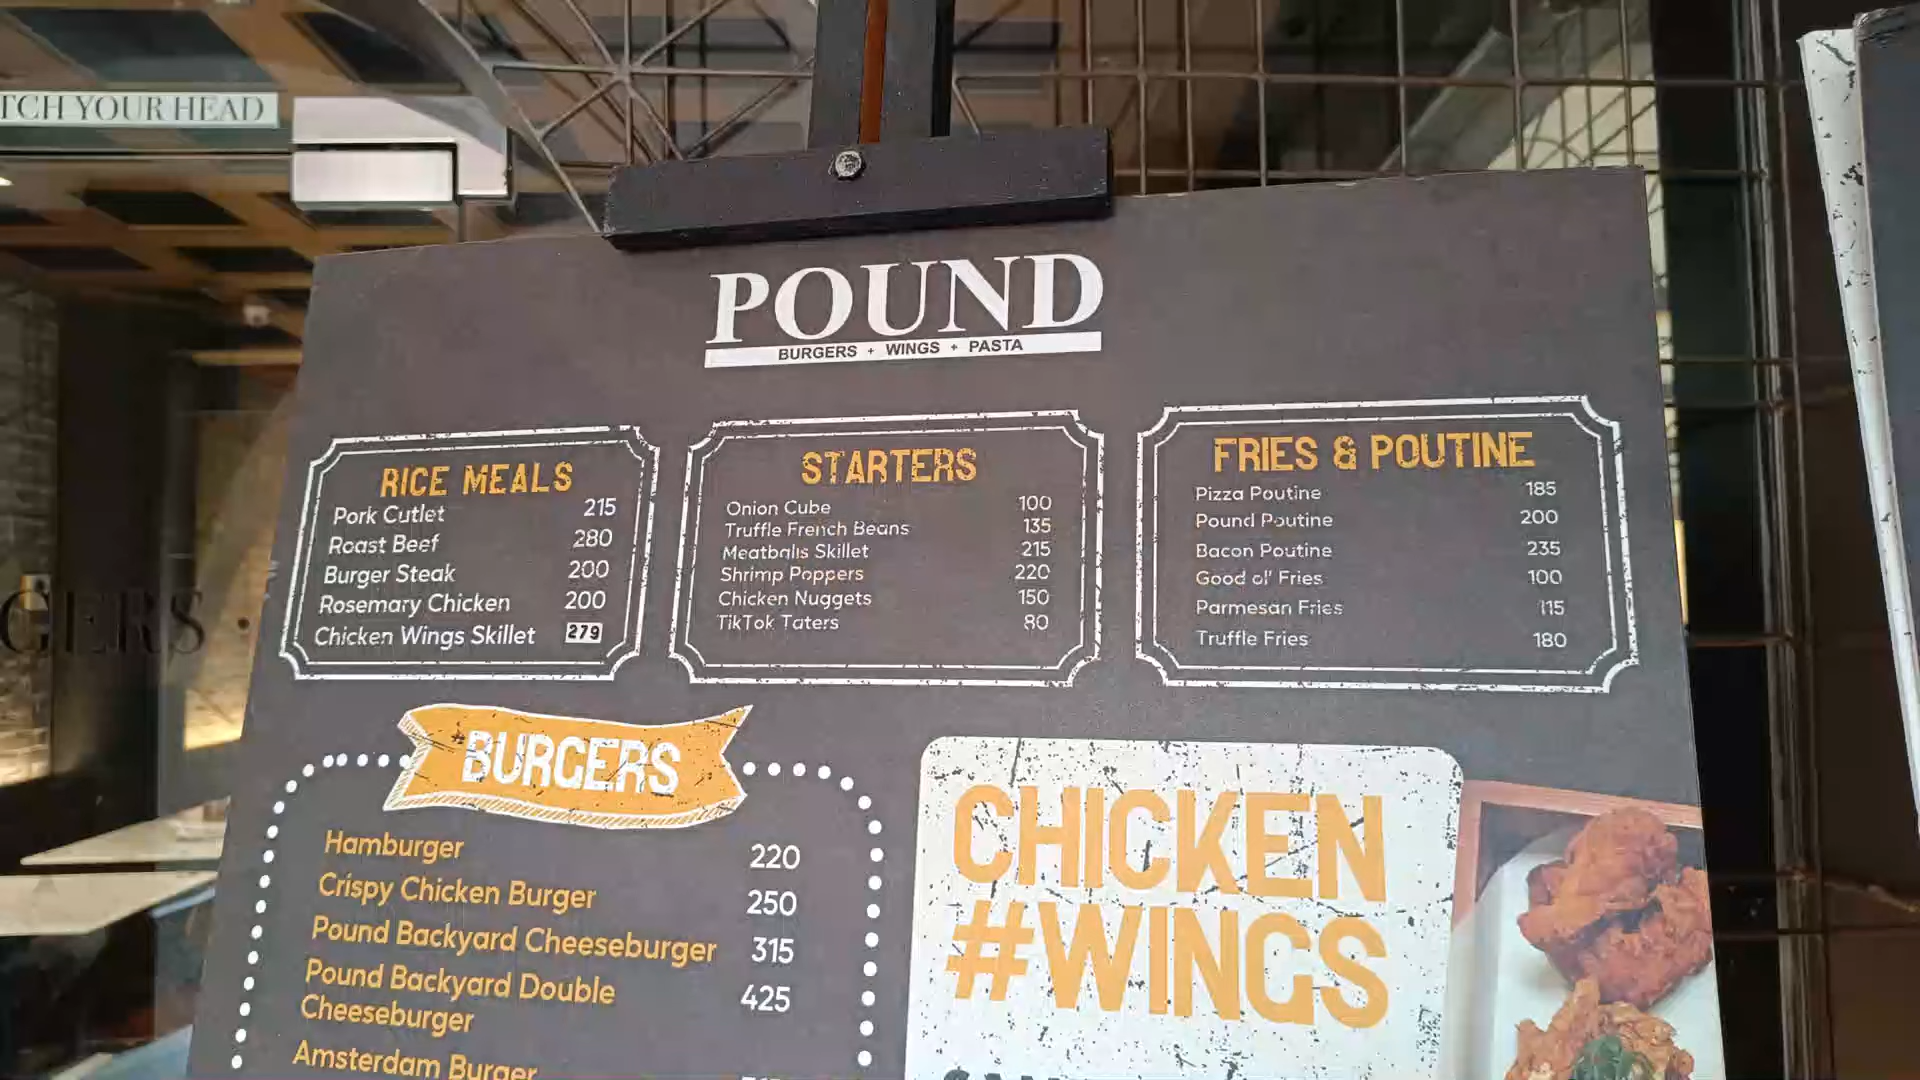 TCH YOUR HEAD
GERS
POUND
BURGERS + WINGS + PASTA
RICE MEALS
Pork Cutlet 215
Roast Beef 280
Burger Steak 200
Rosemary Chicken 200
Chicken Wings Skillet 279
STARTERS
Onion Cube 100
Truffle French Beans 135
Meatballs Skillet 215
Shrimp Poppers 220
Chicken Nuggets 150
TikTok Taters 80
FRIES & POUTINE
Pizza Poutine 185
Pound Poutine 200
Bacon Poutine 235
Good ol' Fries 100
Parmesan Fries 115
Truffle Fries 180
BURGERS
Hamburger 220
Crispy Chicken Burger 250
Pound Backyard Cheeseburger 315
Pound Backyard Double 425
Cheeseburger
Amsterdam Burger
CHICKEN
#WINGS